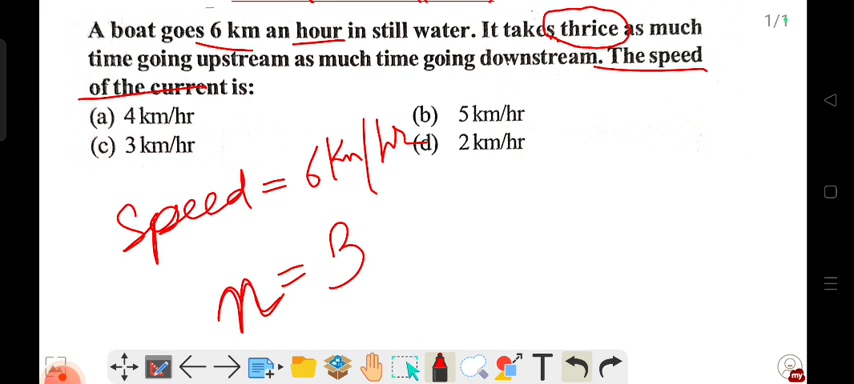 1/1
A boat goes 6 km an hour in still water. It takes thrice as much
time going upstream as much time going downstream. The speed
of the current is:
(a) 4 km/hr (b) 5 km/hr
(c) 3 km/hr (d) 2 km/hr
Speed = 6 Km/hr
n = 3
T
my